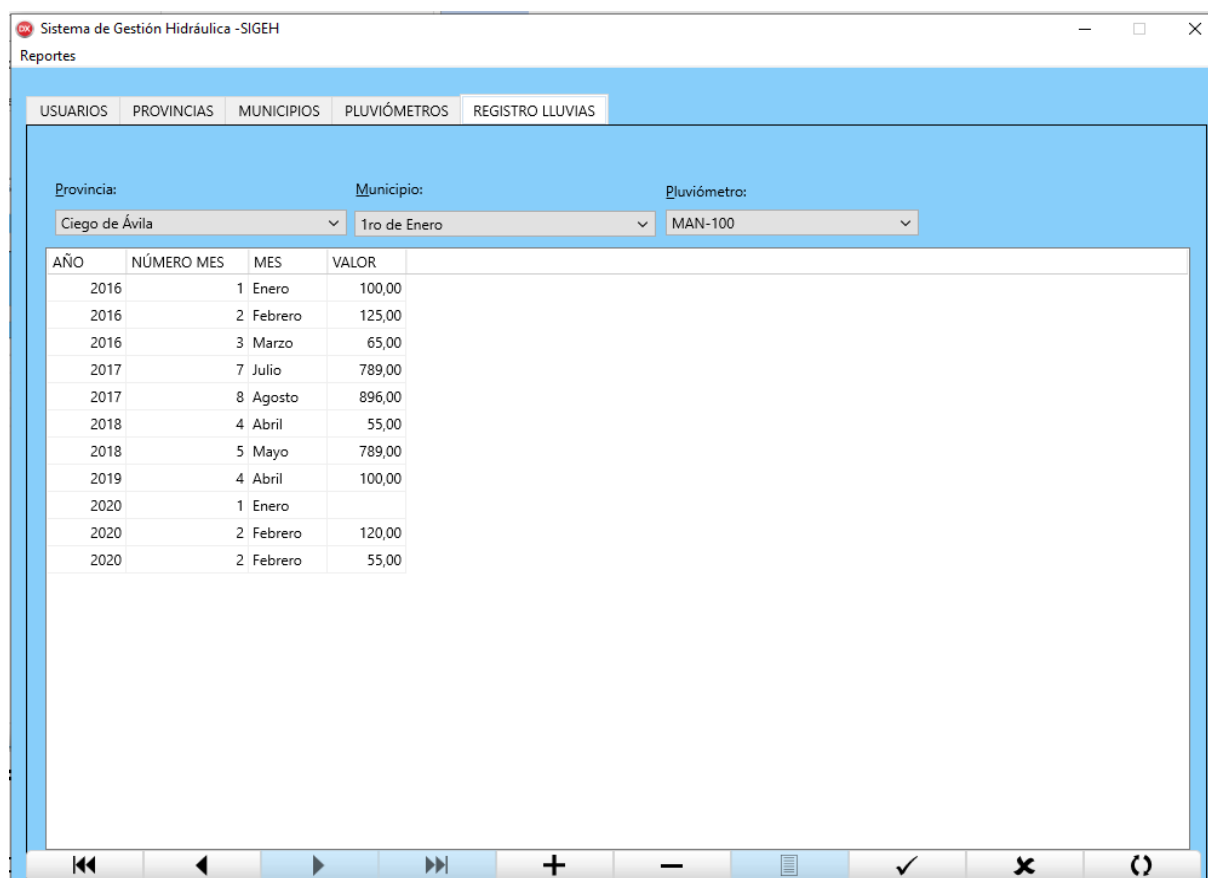 Sistema de Gestión Hidráulica -SIGEH
Reportes
USUARIOS PROVINCIAS MUNICIPIOS PLUVIÓMETROS REGISTRO LLUVIAS
Provincia: Municipio: Pluviómetro:
Ciego de Ávila 1ro de Enero MAN-100
AÑO NÚMERO MES MES VALOR
2016 1 Enero 100,00
2016 2 Febrero 125,00
2016 3 Marzo 65,00
2017 7 Julio 789,00
2017 8 Agosto 896,00
2018 4 Abril 55,00
2018 5 Mayo 789,00
2019 4 Abril 100,00
2020 1 Enero
2020 2 Febrero 120,00
2020 2 Febrero 55,00